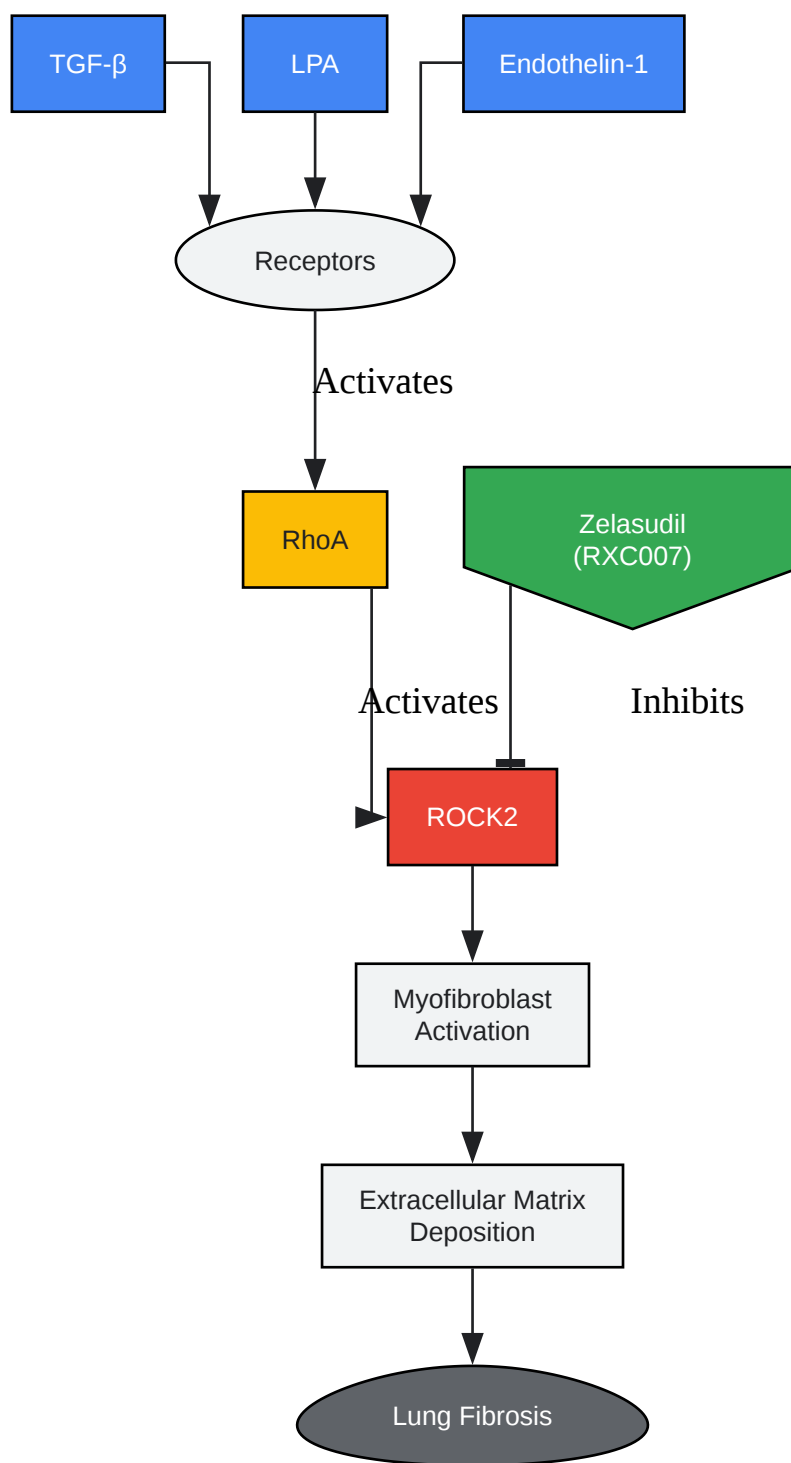 TGF-β
LPA
Endothelin-1
Receptors
Activates
RhoA
Zelasudil
(RXC007)
Activates
Inhibits
ROCK2
Myofibroblast
Activation
Extracellular Matrix
Deposition
Lung Fibrosis